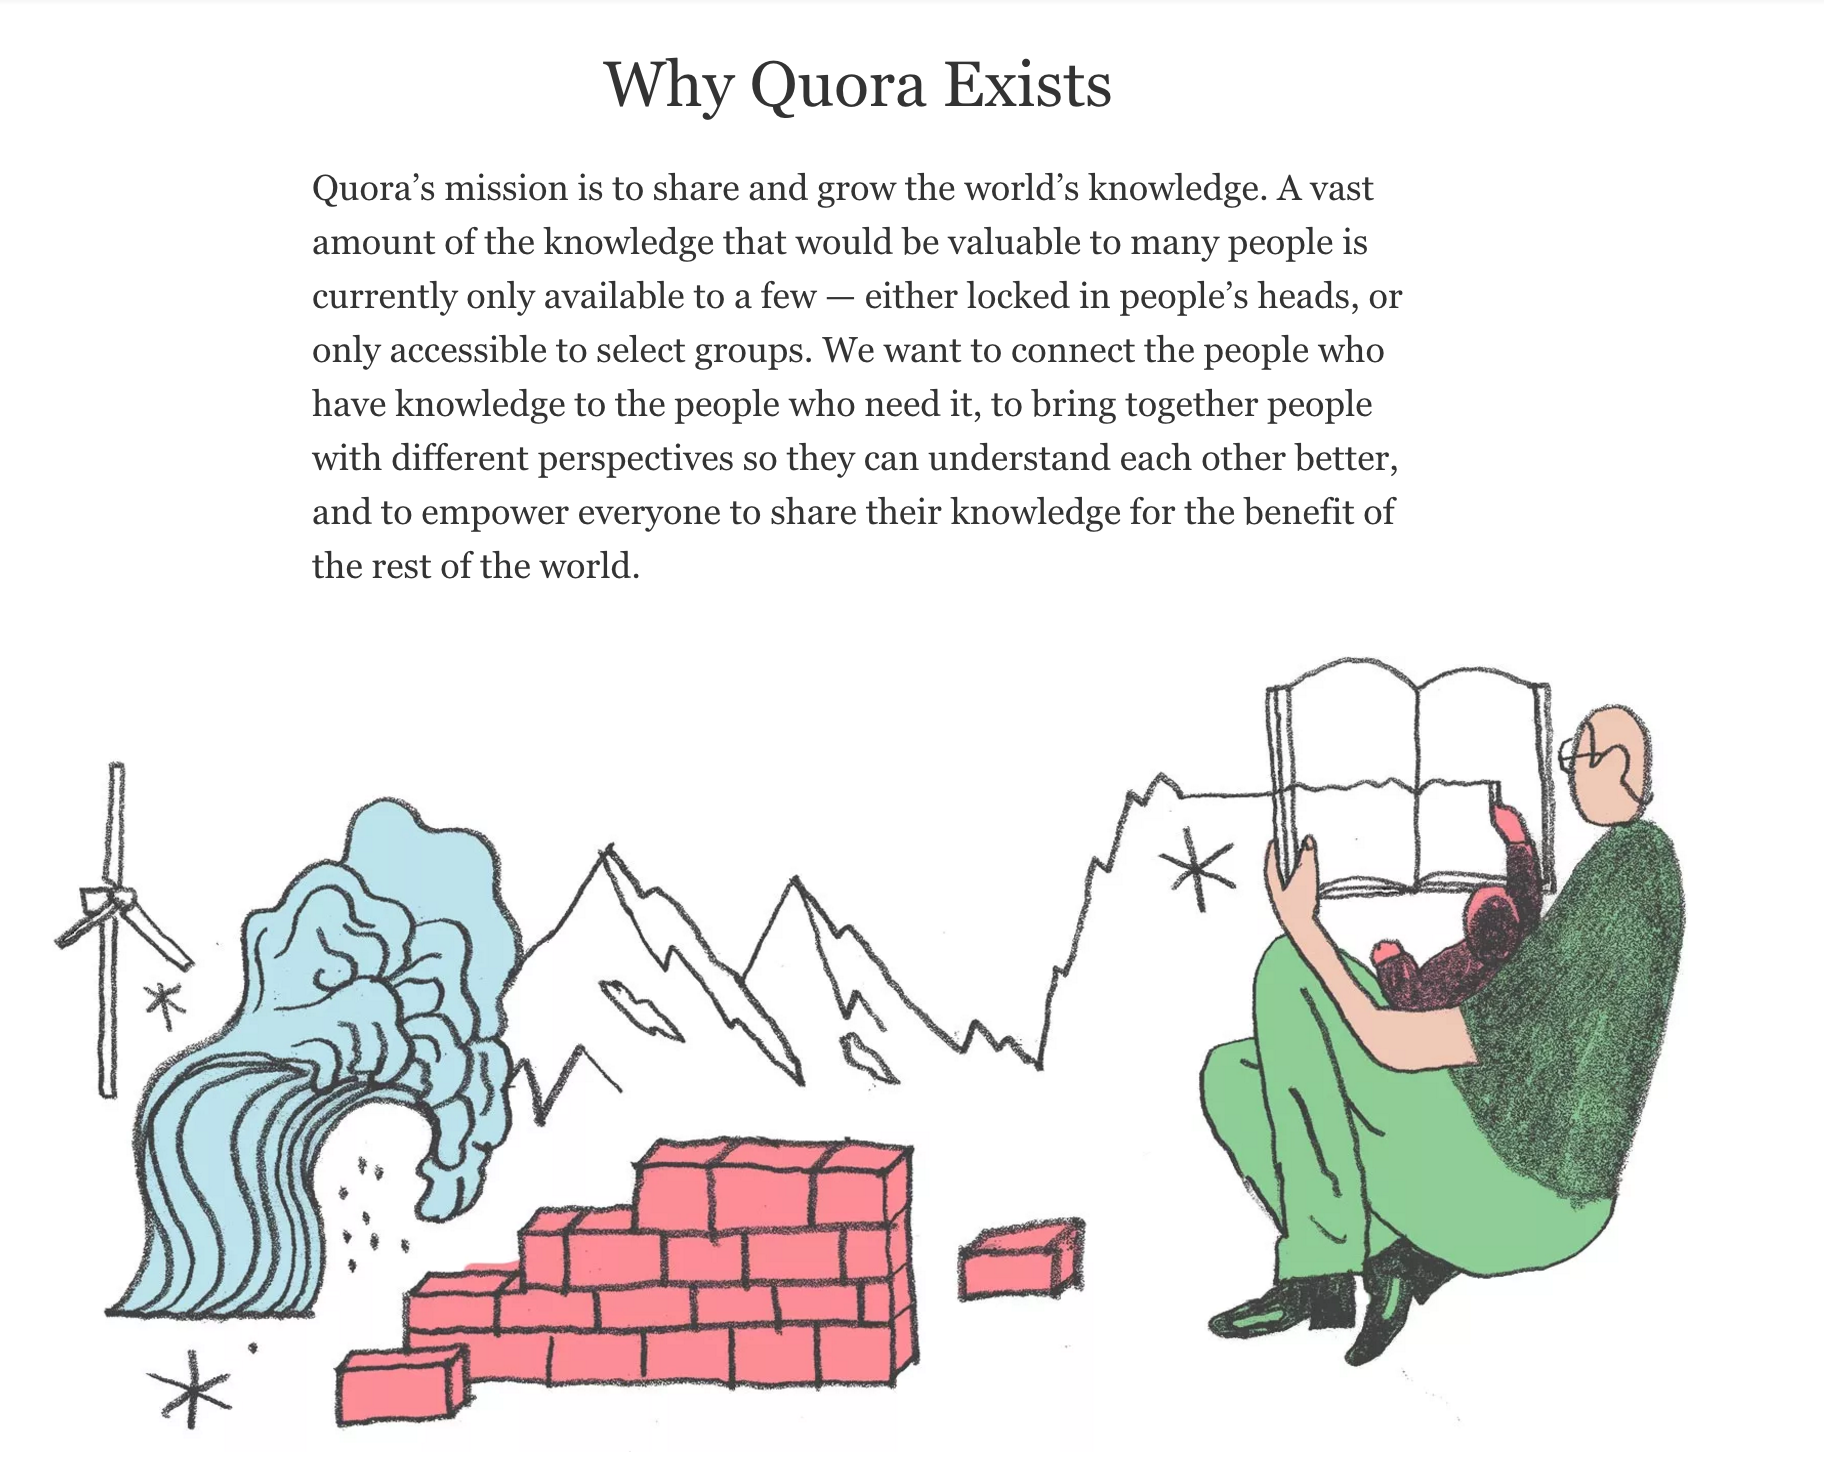 Why Quora Exists
Quora’s mission is to share and grow the world’s knowledge. A vast
amount of the knowledge that would be valuable to many people is
currently only available to a few — either locked in people’s heads, or
only accessible to select groups. We want to connect the people who
have knowledge to the people who need it, to bring together people
with different perspectives so they can understand each other better,
and to empower everyone to share their knowledge for the benefit of
the rest of the world.